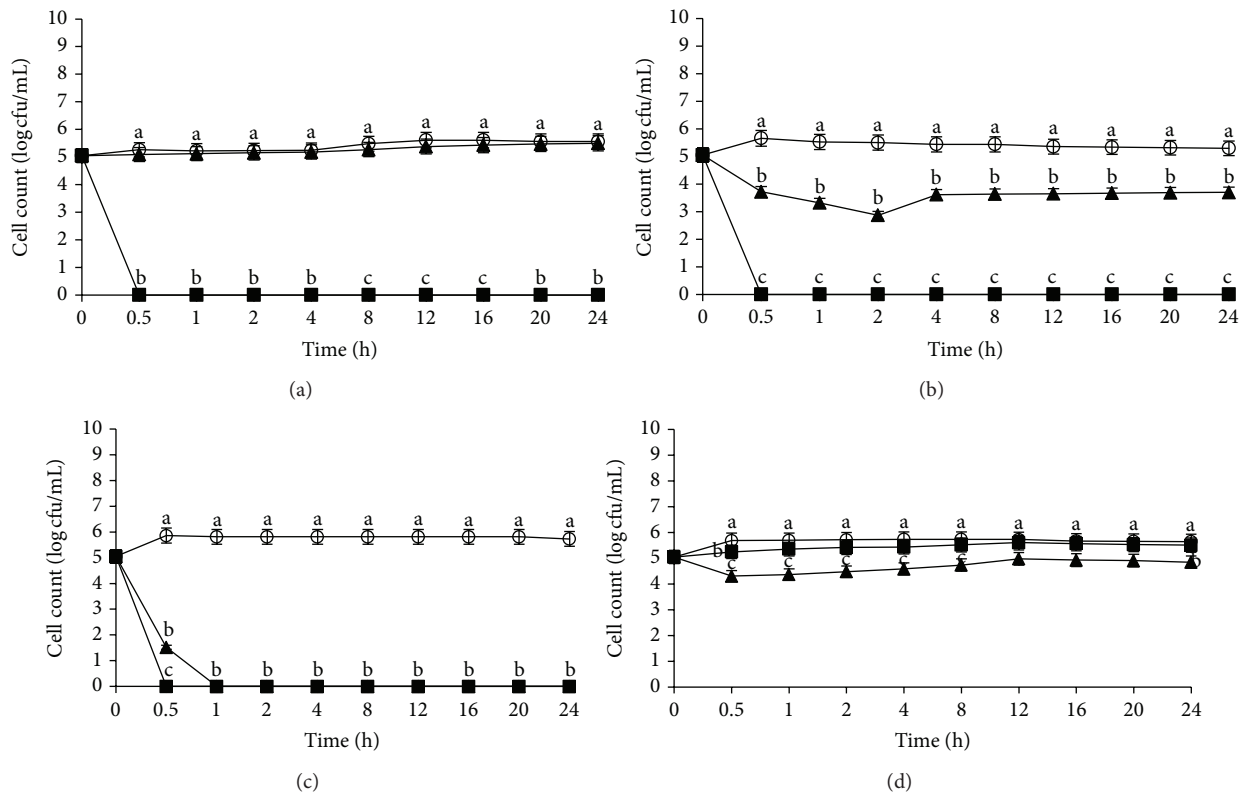 10
9
8
7
6
5
4
3
2
1
0
Cell count (log cfu/mL)
a a a a a a a a a
b b b b c c c b b
0 0.5 1 2 4 8 12 16 20 24
Time (h)
(a)
10
9
8
7
6
5
4
3
2
1
0
Cell count (log cfu/mL)
a a a a a a a a a
b b b b b b b b b
c c c c c c c c c
0 0.5 1 2 4 8 12 16 20 24
Time (h)
(b)
10
9
8
7
6
5
4
3
2
1
0
Cell count (log cfu/mL)
a a a a a a a a a
b
c b b b b b b b b
0 0.5 1 2 4 8 12 16 20 24
Time (h)
(c)
10
9
8
7
6
5
4
3
2
1
0
Cell count (log cfu/mL)
a a a a a a a a a
b
c c c c c b
0 0.5 1 2 4 8 12 16 20 24
Time (h)
(d)